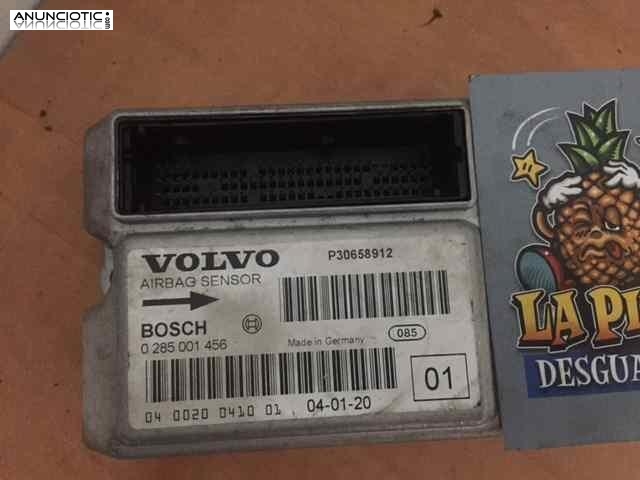 ANUNCIOTIC.com
VOLVO
P30658912
AIRBAG SENSOR
BOSCH
0 285 001 456
Made in Germany
085
01
04 0020 0410 01
04-01-20
LA
DESGUA